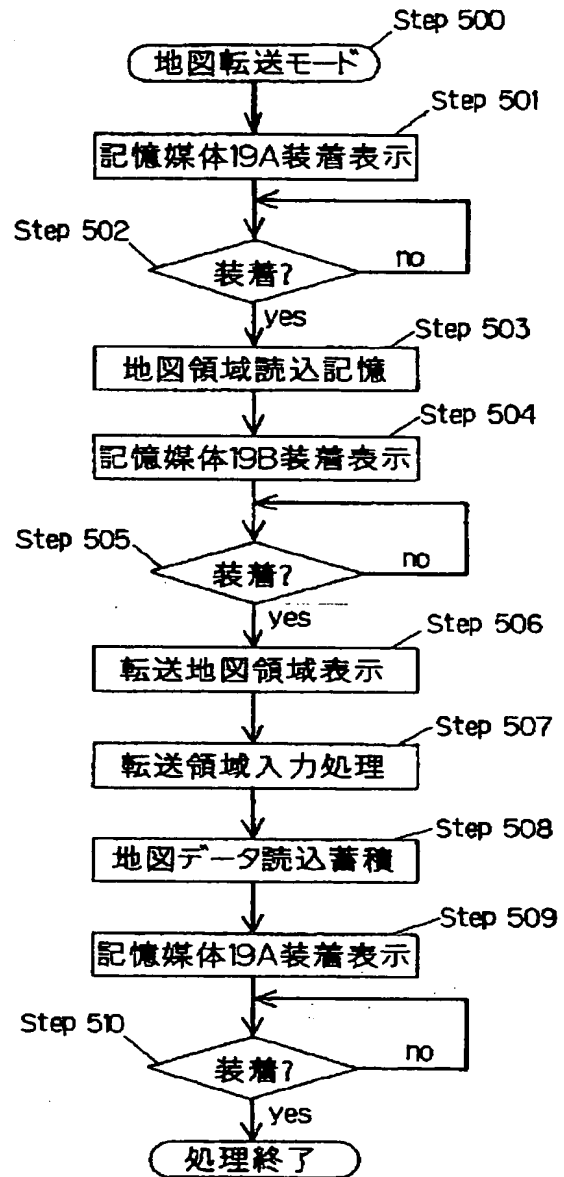 Step 500
地図転送モード
Step 501
記憶媒体19A装着表示
Step 502
装着?
no
yes
Step 503
地図領域読込記憶
Step 504
記憶媒体19B装着表示
Step 505
装着?
no
yes
Step 506
転送地図領域表示
Step 507
転送領域入力処理
Step 508
地図データ読込蓄積
Step 509
記憶媒体19A装着表示
Step 510
装着?
no
yes
処理終了